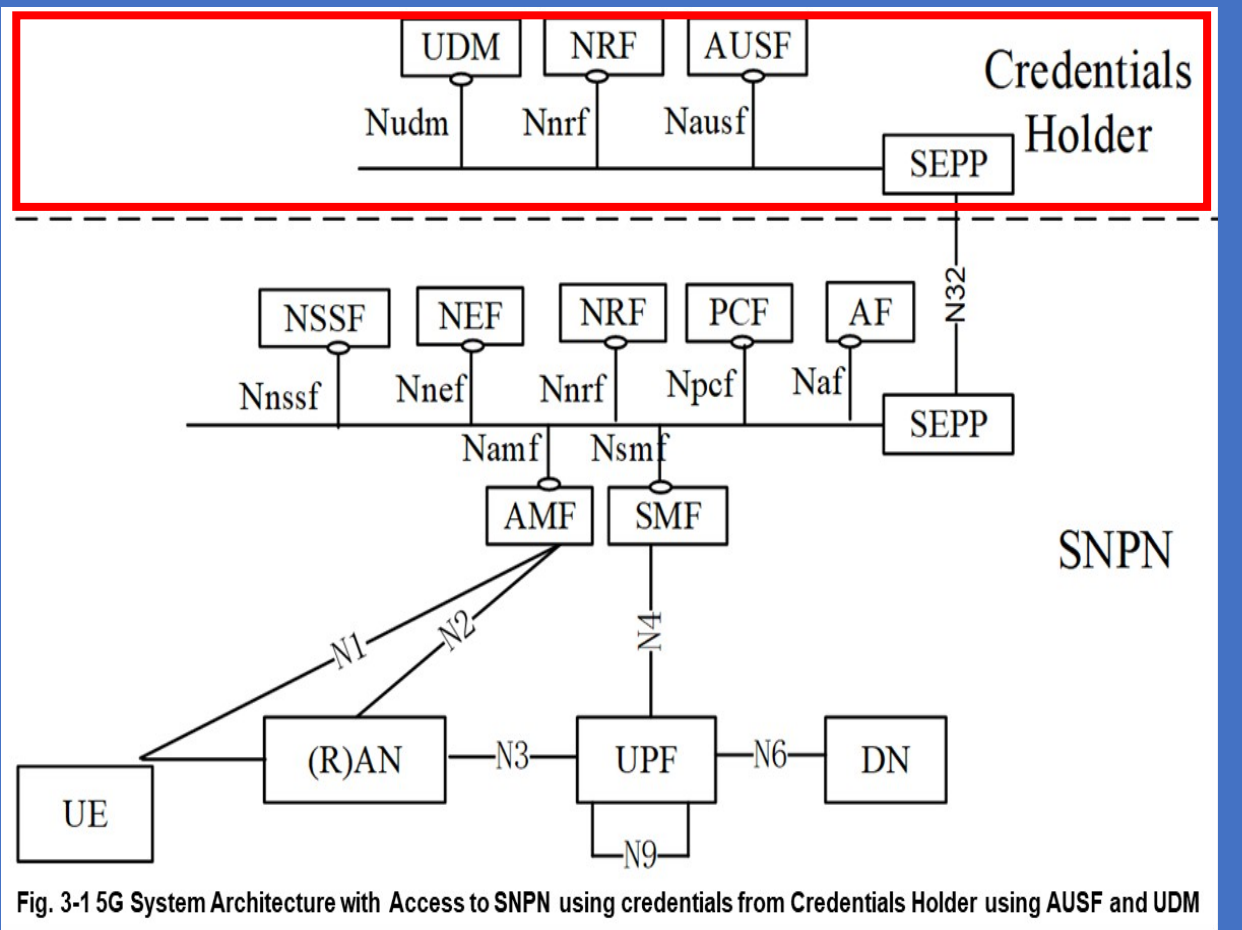 UDM NRF AUSF
Credentials
Holder
Nudm Nnrf Nausf
SEPP
N32
NSSF NEF NRF PCF AF
Nnssf Nnef Nnrf Npcf Naf
SEPP
Namf Nsmf
AMF SMF
SNPN
N1 N2 N4
(R)AN N3 UPF N6 DN
UE
N9
Fig. 3-1 5G System Architecture with Access to SNPN using credentials from Credentials Holder using AUSF and UDM